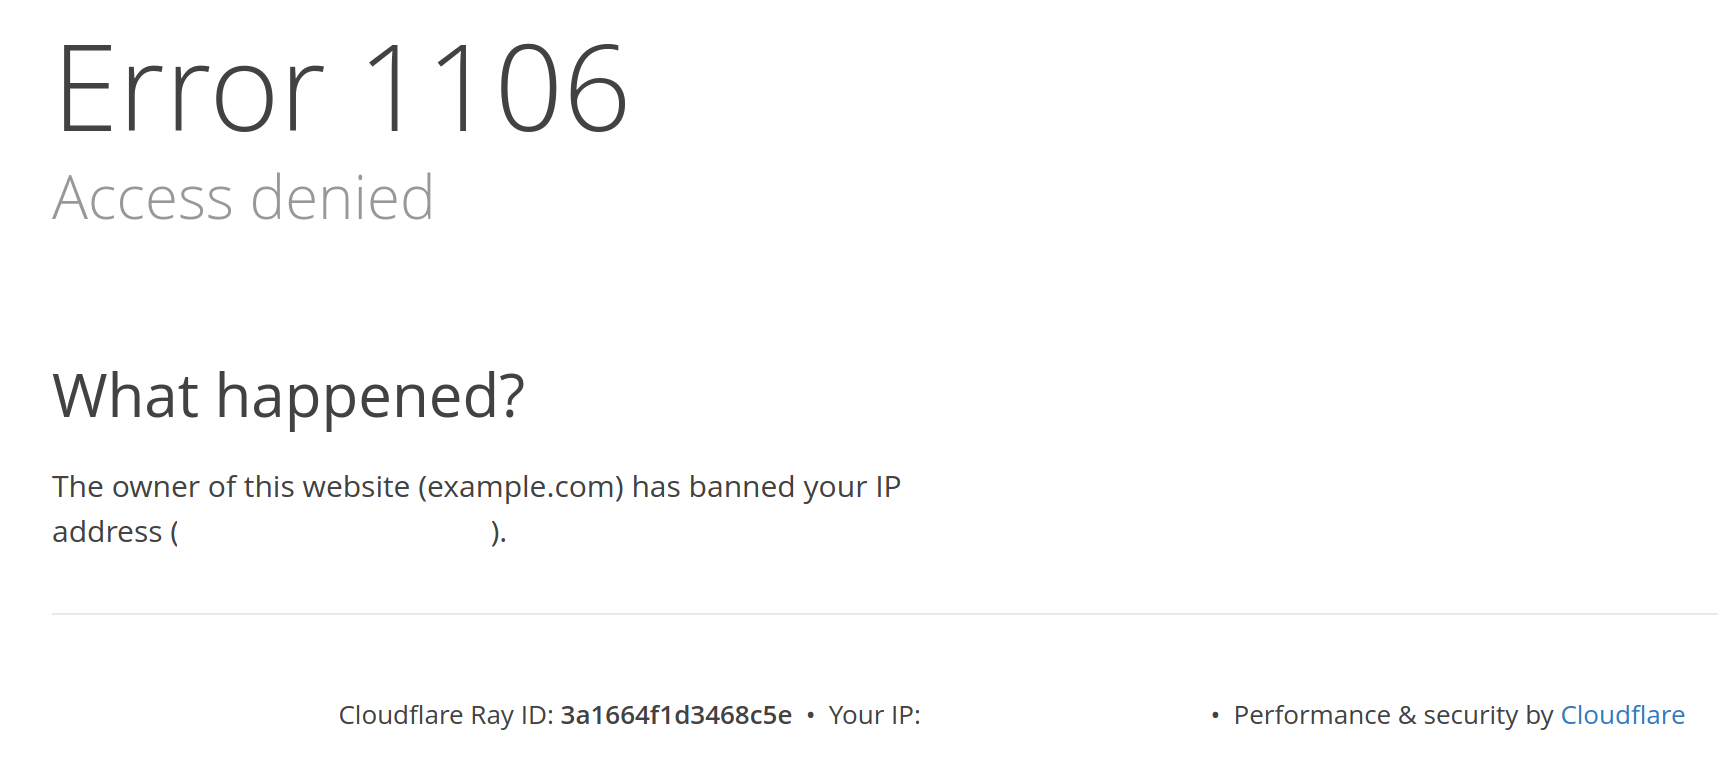 Error 1106
Access denied
What happened?
The owner of this website (example.com) has banned your IP
address ( ).
Cloudflare Ray ID: 3a1664f1d3468c5e • Your IP: • Performance & security by Cloudflare